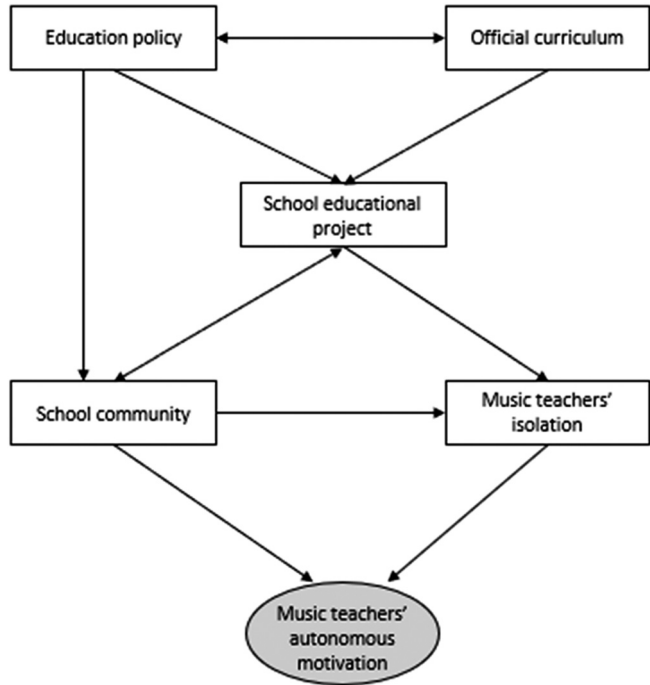 Education policy
Official curriculum
School educational
project
School community
Music teachers’
isolation
Music teachers’
autonomous
motivation